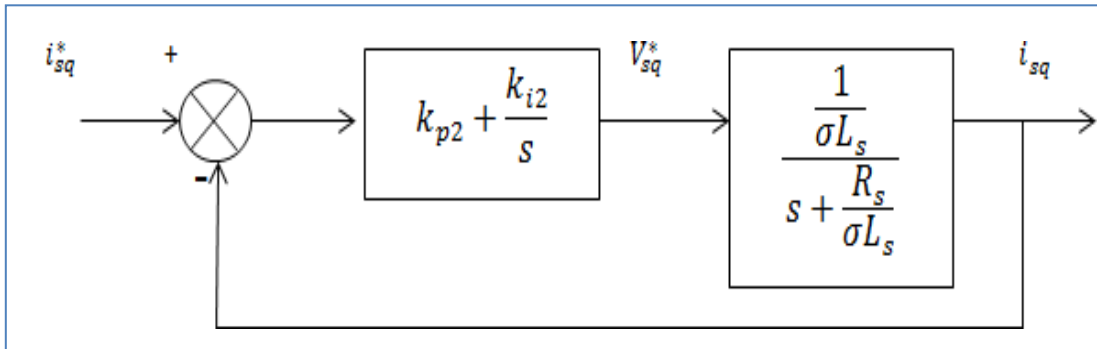 i*sq + V*sq isq
kp2 + ki2/s
1/σLs
s + Rs/σLs
-